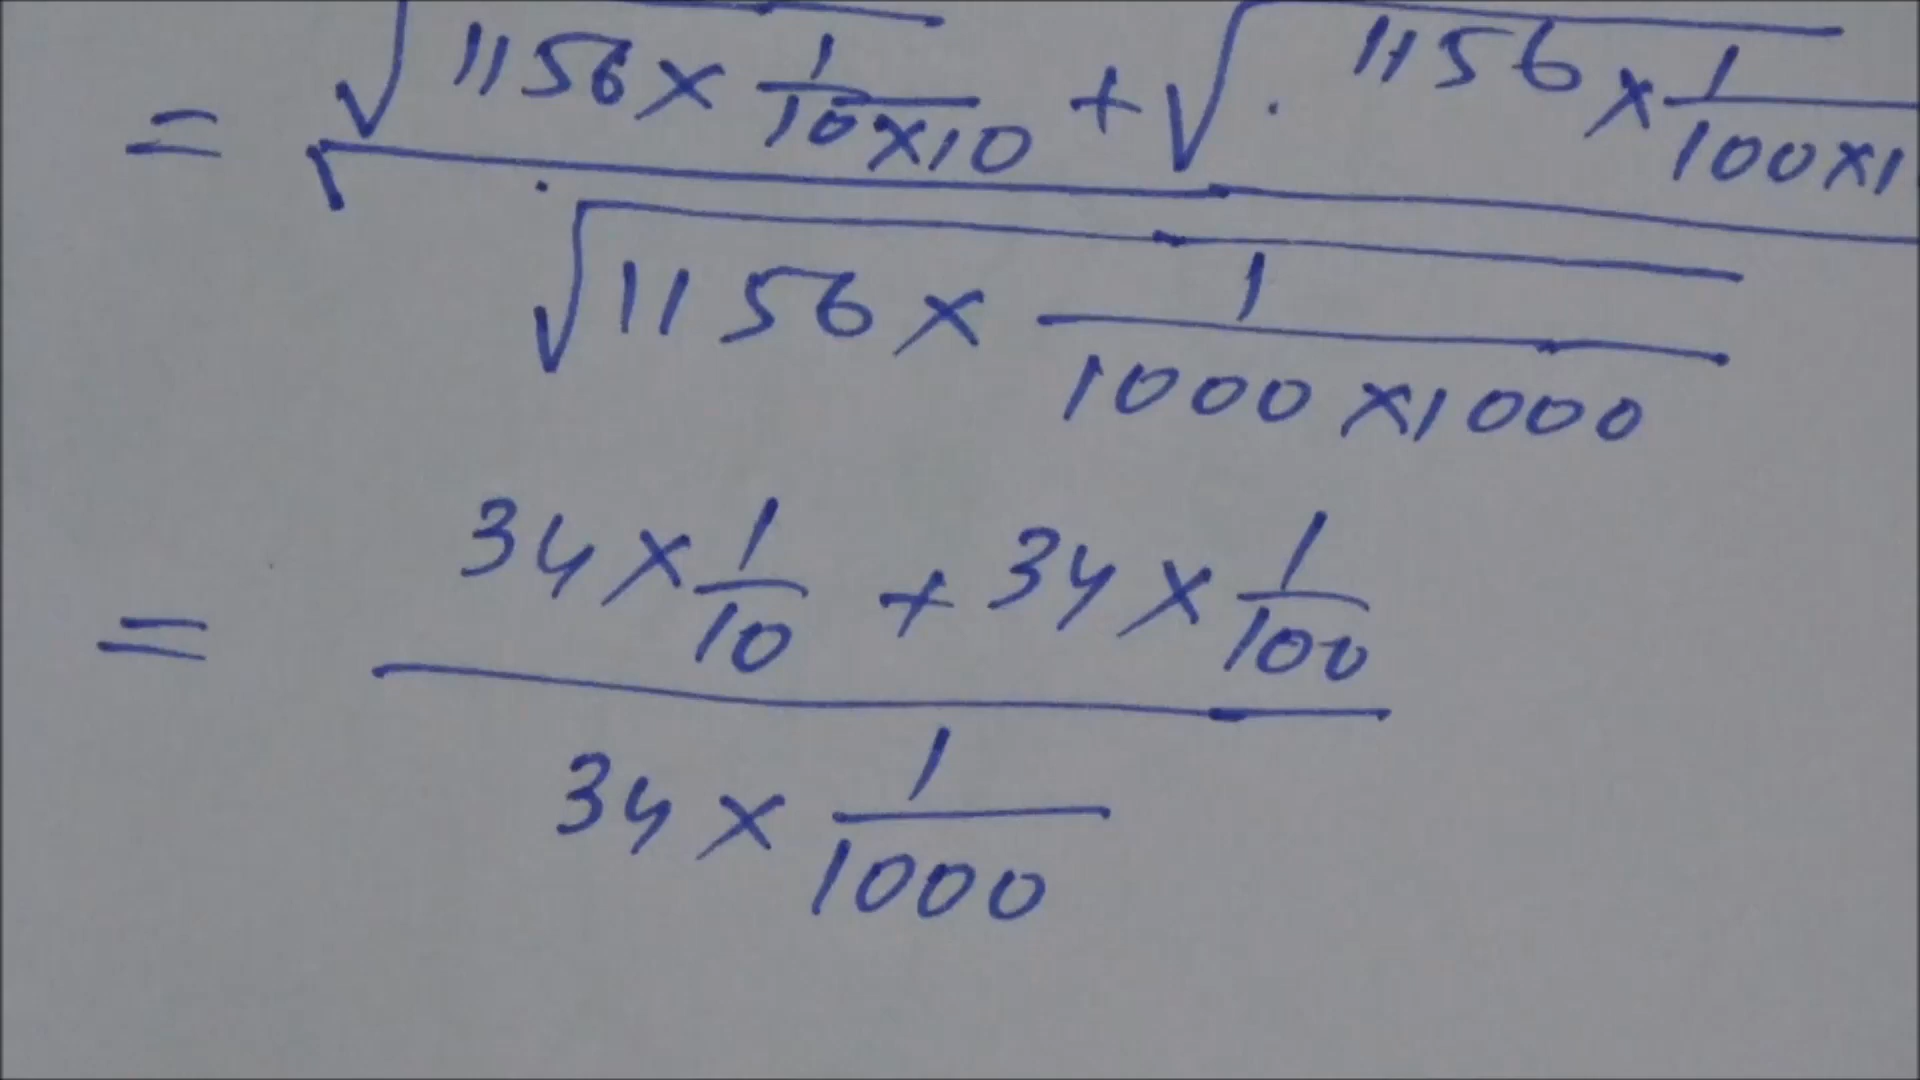 = √1156 × 1/10×10 + √1156 × 1/100×1
√1156 × 1/1000×1000
= 34 × 1/10 + 34 × 1/100
34 × 1/1000